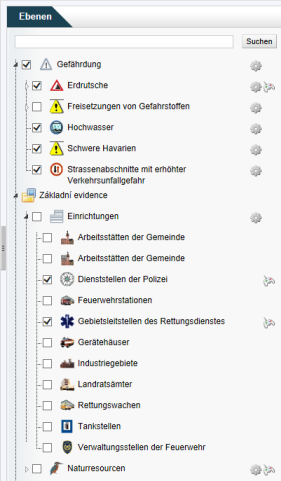 Ebenen
Suchen
Gefährdung
Erdrutsche
Freisetzungen von Gefahrstoffen
Hochwasser
Schwere Havarien
Strassenabschnitte mit erhöhter
Verkehrsunfallgefahr
Základní evidence
Einrichtungen
Arbeitsstätten der Gemeinde
Arbeitsstätten der Gemeinde
Dienststellen der Polizei
Feuerwehrstationen
Gebietsleitstellen des Rettungsdienstes
Gerätehäuser
Industriegebiete
Landratsämter
Rettungswachen
Tankstellen
Verwaltungsstellen der Feuerwehr
Naturresourcen